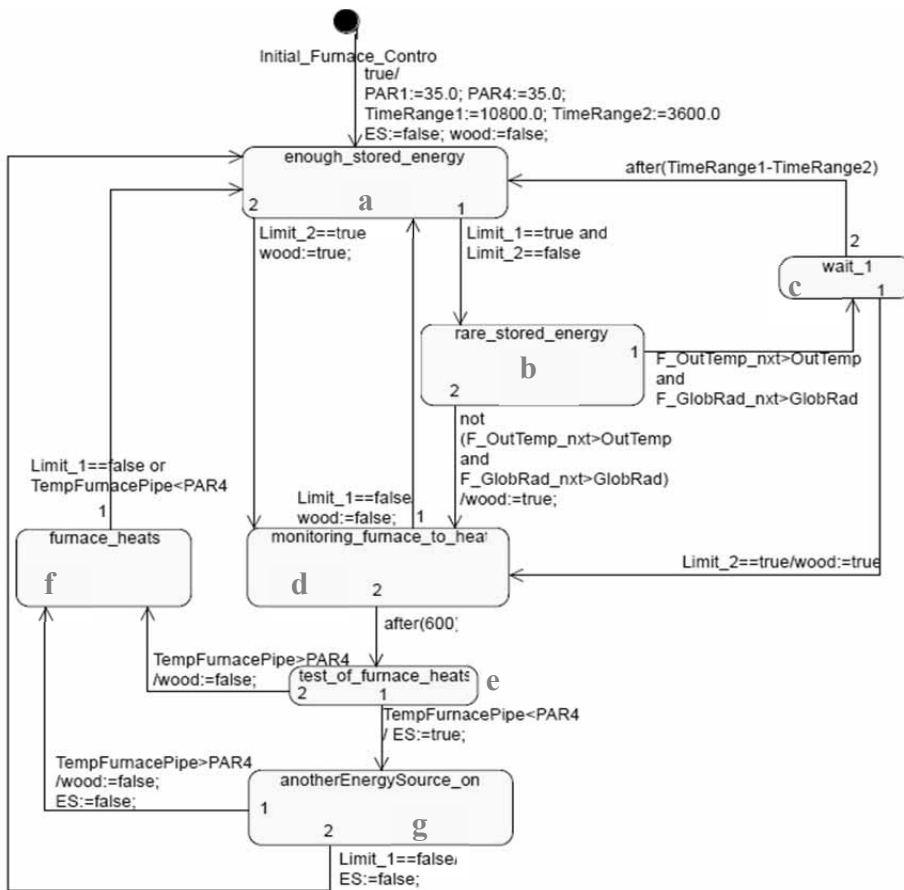 Initial_Furnace_Contro
true/
PAR1:=35.0; PAR4:=35.0;
TimeRange1:=10800.0; TimeRange2:=3600.0
ES:=false; wood:=false;
enough_stored_energy
a
2
1
after(TimeRange1-TimeRange2)
Limit_2==true
wood:=true;
Limit_1==true and
Limit_2==false
2
wait_1
c
1
rare_stored_energy
b
1
2
F_OutTemp_nxt>OutTemp
and
F_GlobRad_nxt>GlobRad
not
(F_OutTemp_nxt>OutTemp
and
F_GlobRad_nxt>GlobRad)
/wood:=true;
Limit_1==false or
TempFurnacePipe<PAR4
1
Limit_1==false
wood:=false;
1
furnace_heats
f
monitoring_furnace_to_heat
d
2
Limit_2==true/wood:=true
after(600)
TempFurnacePipe>PAR4
/wood:=false;
test_of_furnace_heats
e
2
1
TempFurnacePipe<PAR4
/ ES:=true;
TempFurnacePipe>PAR4
/wood:=false;
ES:=false;
anotherEnergySource_on
1
g
2
Limit_1==false/
ES:=false;